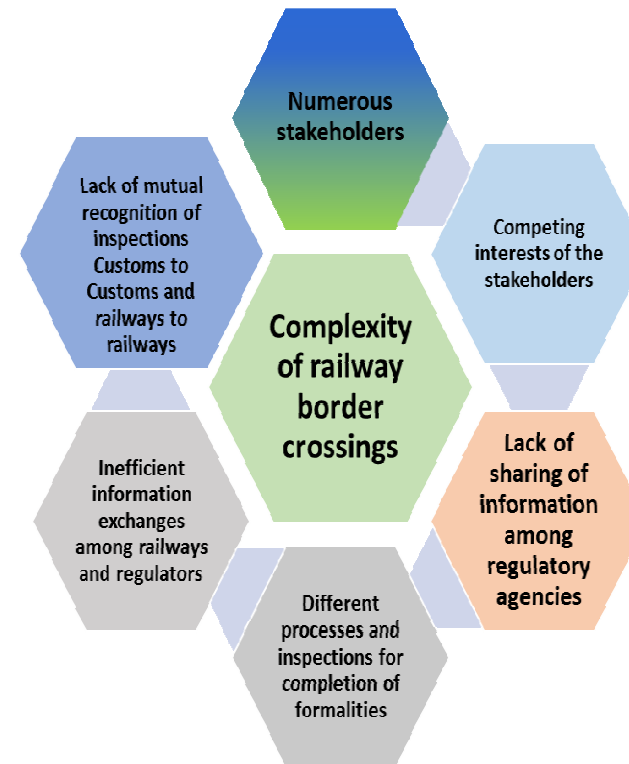 Numerous
stakeholders
Competing
interests of the
stakeholders
Lack of
sharing of
information
among
regulatory
agencies
Different
processes and
inspections for
completion of
formalities
Inefficient
information
exchanges
among railways
and regulators
Lack of mutual
recognition of
inspections
Customs to
Customs and
railways to
railways
Complexity
of railway
border
crossings